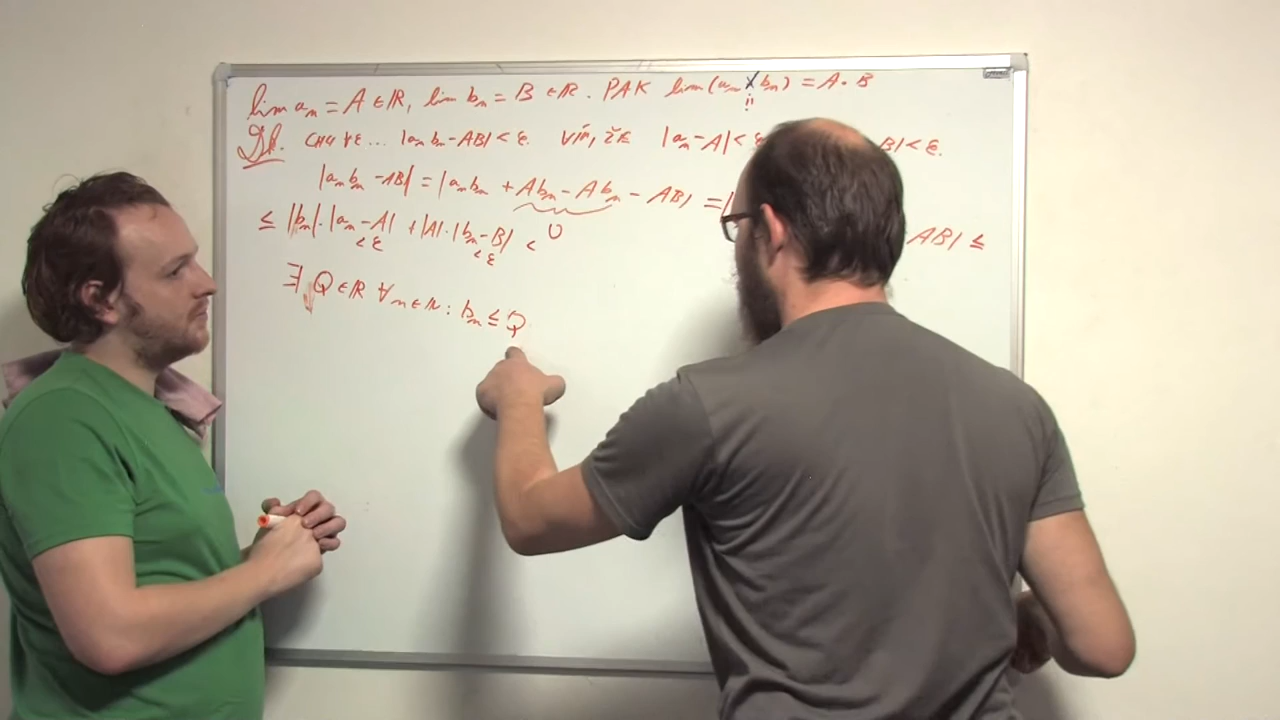 lim aₙ = A ∈ ℝ, lim bₙ = B ∈ ℝ. PAK lim (aₙ × bₙ) = A · B
Dk. CHCI ∀ε... |aₙbₙ - AB| < ε. VÍM, ŽE |aₙ - A| < ε B| < ε.
|aₙbₙ - AB| = |aₙbₙ + Abₙ - Abₙ - AB| = | AB| ≤
0
≤ |bₙ|·|aₙ - A| + |A|·|bₙ - B| <
< ε < ε
∃ Q ∈ ℝ ∀n ∈ ℕ : bₙ ≤ Q